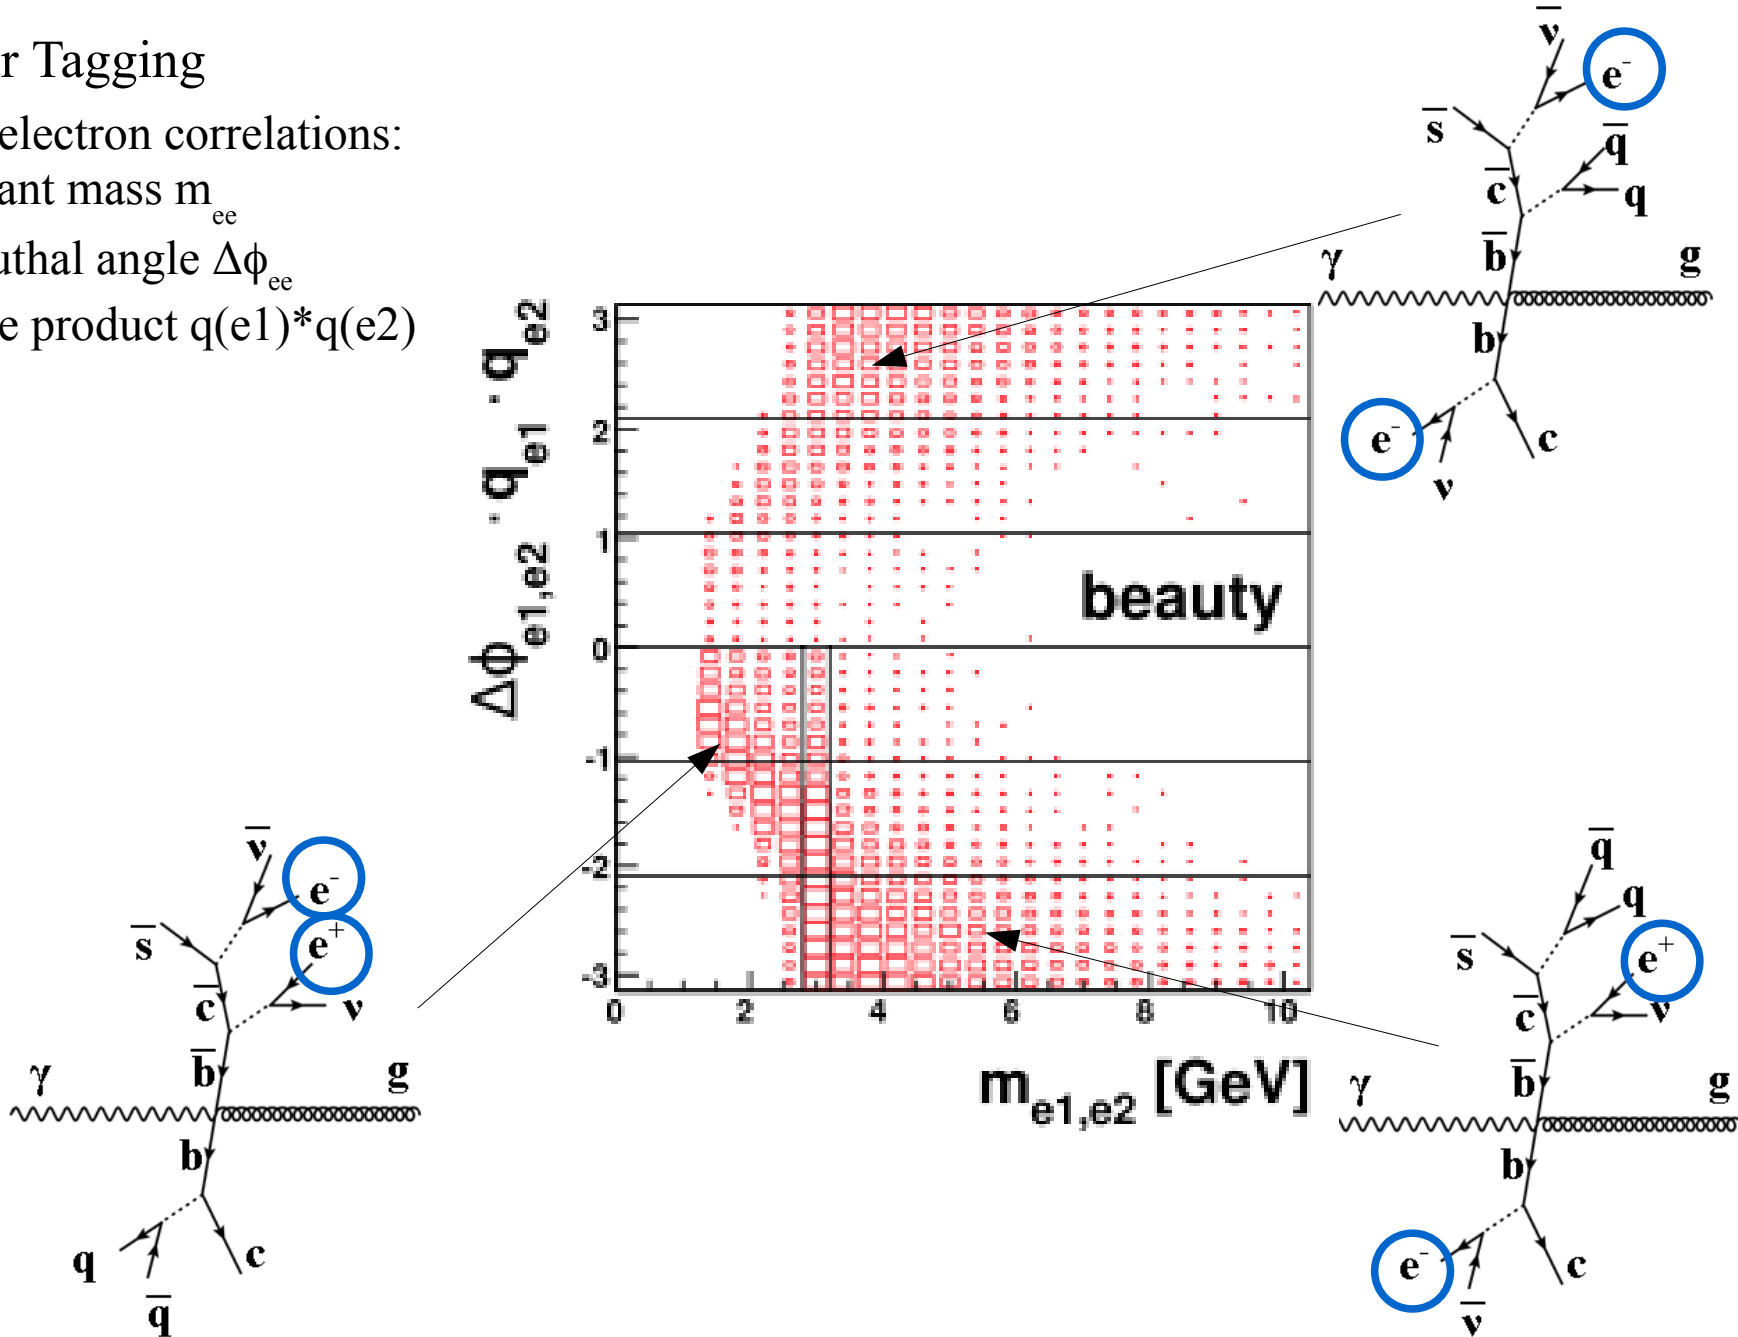 r Tagging
electron correlations:
ant mass m_ee
uthal angle Δϕ_ee
e product q(e1)*q(e2)
ν̅
e⁻
s̅
q̅
c̅
q
b̅
γ
g
b
e⁻
c
ν
Δϕ_e1,e2 · q_e1 · q_e2
3
2
1
0
-1
-2
-3
beauty
0
2
4
6
8
10
m_e1,e2 [GeV]
ν̅
e⁻
s̅
e⁺
c̅
ν
b̅
γ
g
b
q
c
q̅
q̅
q
s̅
e⁺
c̅
ν
b̅
γ
g
b
e⁻
c
ν̅